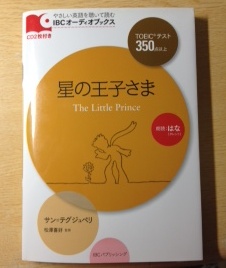 やさしい英語を聴いて読む
IBCオーディオブックス
CD2枚付き
TOEIC®テスト
350点以上
星の王子さま
The Little Prince
朗読:はな
サン=テグジュペリ
IBCパブリッシング